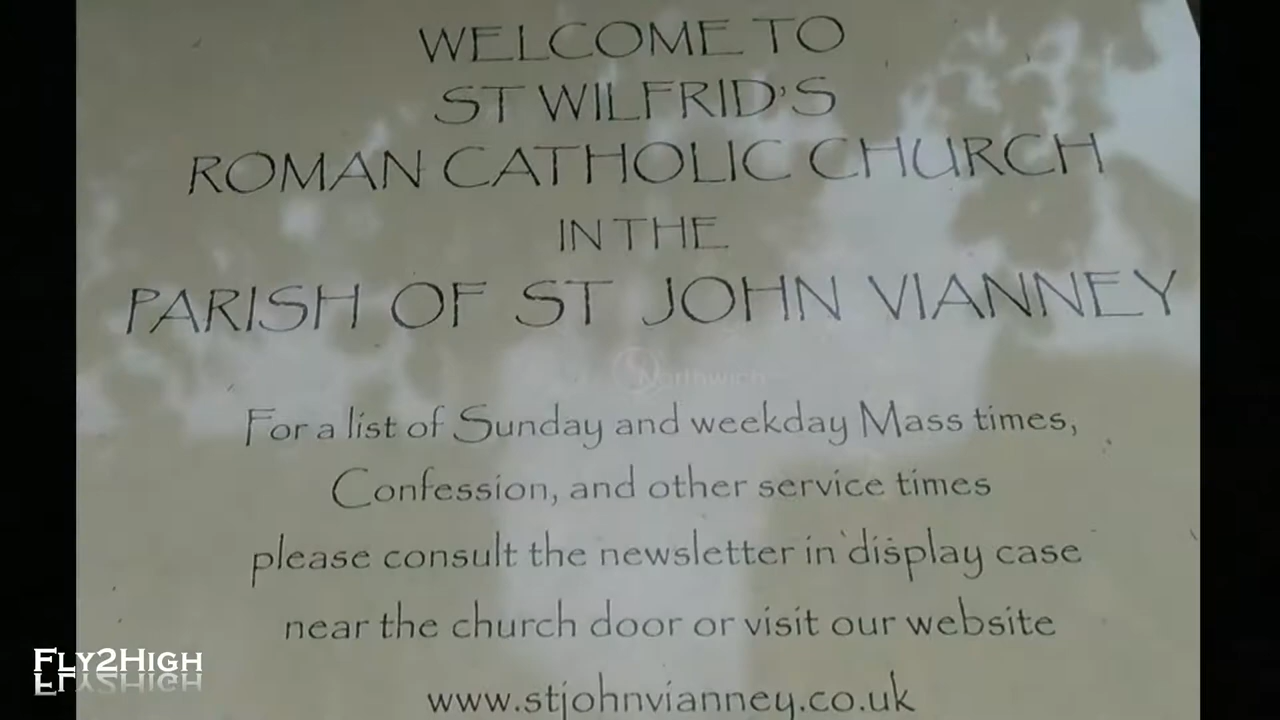 WELCOME TO
ST WILFRID'S
ROMAN CATHOLIC CHURCH
IN THE
PARISH OF ST JOHN VIANNEY
Northwich
For a list of Sunday and weekday Mass times,
Confession, and other service times
please consult the newsletter in display case
near the church door or visit our website
www.stjohnvianney.co.uk
FLY2HIGH